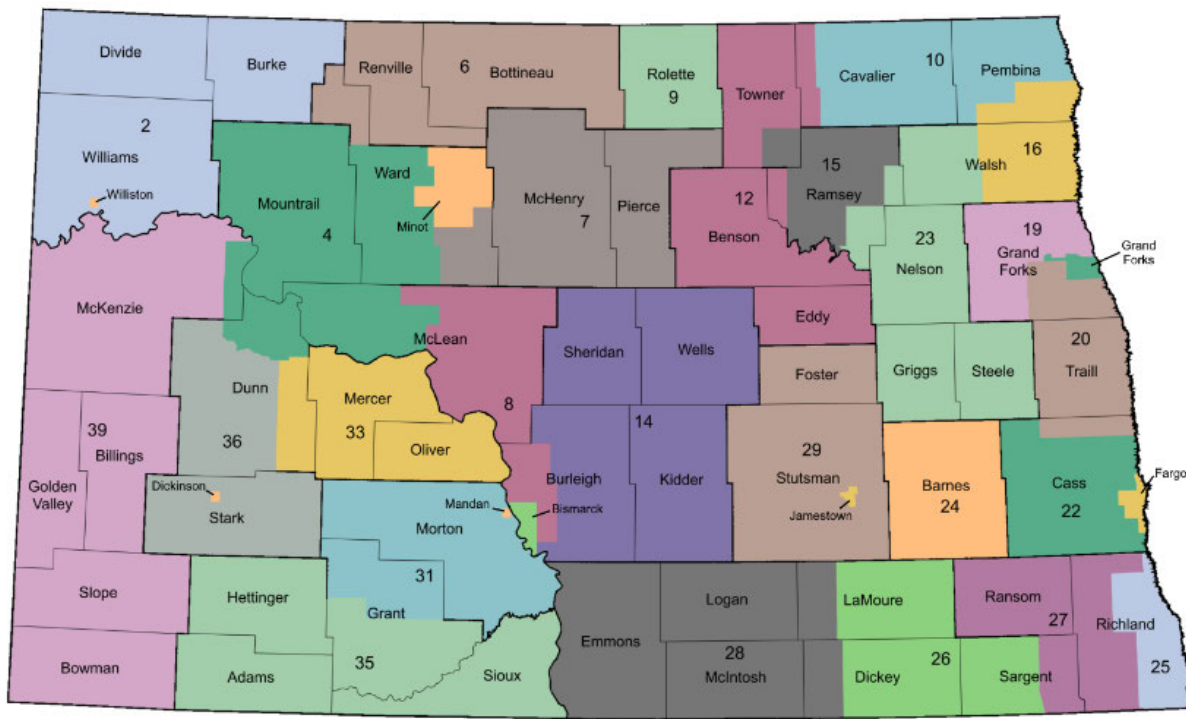 Divide
Burke
Renville
6
Bottineau
Rolette
9
Towner
Cavalier
10
Pembina
2
Williams
Williston
Mountrail
4
Ward
Minot
McHenry
7
Pierce
12
Benson
15
Ramsey
Walsh
16
23
Nelson
19
Grand
Forks
Grand
Forks
McKenzie
Dunn
36
McLean
8
Mercer
33
Oliver
Sheridan
Wells
Eddy
Foster
Griggs
Steele
20
Traill
39
Billings
Golden
Valley
Dickinson
Stark
Mandan
Morton
Bismarck
Burleigh
14
Kidder
29
Stutsman
Jamestown
Barnes
24
Cass
22
Fargo
Slope
Hettinger
31
Grant
Bowman
Adams
35
Sioux
Emmons
Logan
28
McIntosh
LaMoure
Dickey
26
Ransom
27
Sargent
Richland
25